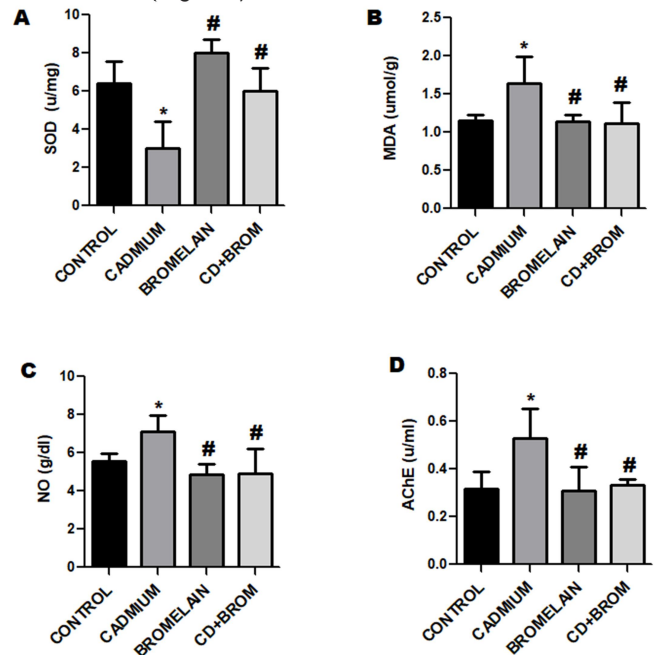 A
SOD (u/mg)
10
8
6
4
2
0
*
#
#
CONTROL
CADMIUM
BROMELAIN
CD+BROM
B
MDA (umol/g)
2.5
2.0
1.5
1.0
0.5
0.0
*
#
#
CONTROL
CADMIUM
BROMELAIN
CD+BROM
C
NO (g/dl)
10
8
6
4
2
0
*
#
#
CONTROL
CADMIUM
BROMELAIN
CD+BROM
D
AChE (u/ml)
0.8
0.6
0.4
0.2
0.0
*
#
#
CONTROL
CADMIUM
BROMELAIN
CD+BROM